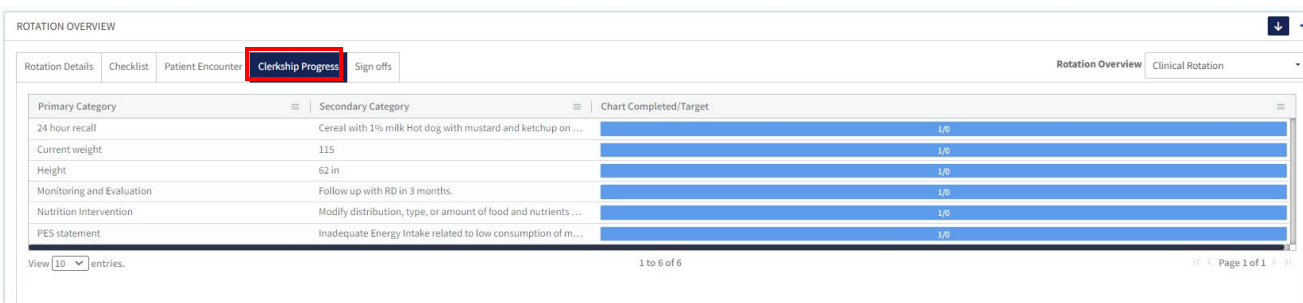 ROTATION OVERVIEW
Rotation Details Checklist Patient Encounter Clerkship Progress Sign offs Rotation Overview Clinical Rotation
Primary Category Secondary Category Chart Completed/Target
24 hour recall Cereal with 1% milk Hot dog with mustard and ketchup on ... 1/0
Current weight 115 1/0
Height 62 in 1/0
Monitoring and Evaluation Follow up with RD in 3 months. 1/0
Nutrition Intervention Modify distribution, type, or amount of food and nutrients ... 1/0
PES statement Inadequate Energy Intake related to low consumption of m... 1/0
View 10 entries. 1 to 6 of 6 Page 1 of 1